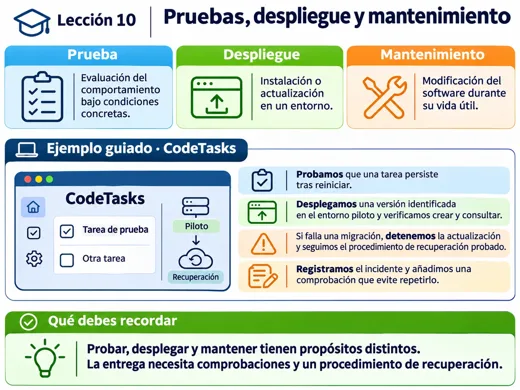 Lección 10
Pruebas, despliegue y mantenimiento
Prueba
Evaluación del
comportamiento
bajo condiciones
concretas.
Despliegue
Instalación o
actualización
en un entorno.
Mantenimiento
Modificación del
software durante
su vida útil.
Ejemplo guiado · CodeTasks
CodeTasks
Tarea de prueba
Otra tarea
Piloto
Recuperación
Probamos que una tarea persiste
tras reiniciar.
Desplegamos una versión identificada
en el entorno piloto y verificamos crear y consultar.
Si falla una migración, detenemos la actualización
y seguimos el procedimiento de recuperación probado.
Registramos el incidente y añadimos una
comprobación que evite repetirlo.
Qué debes recordar
Probar, desplegar y mantener tienen propósitos distintos.
La entrega necesita comprobaciones y un procedimiento de recuperación.